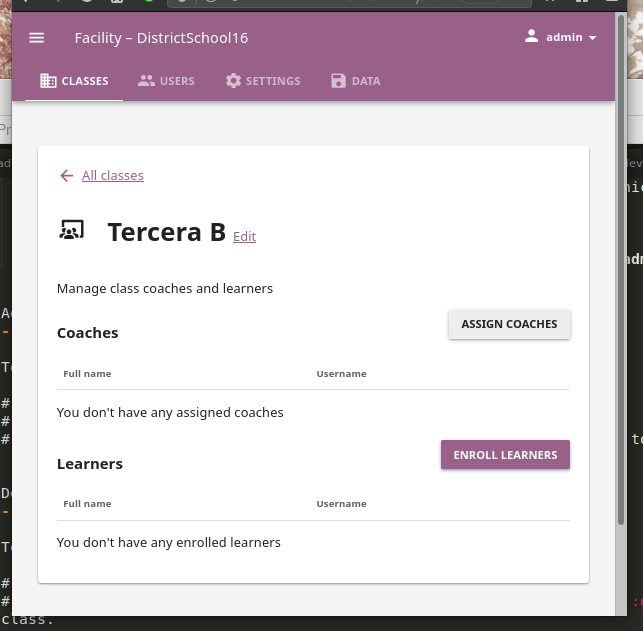 Facility – DistrictSchool16
admin
CLASSES
USERS
SETTINGS
DATA
All classes
Tercera B Edit
Manage class coaches and learners
Coaches
ASSIGN COACHES
Full name Username
You don't have any assigned coaches
Learners
ENROLL LEARNERS
Full name Username
You don't have any enrolled learners
class.